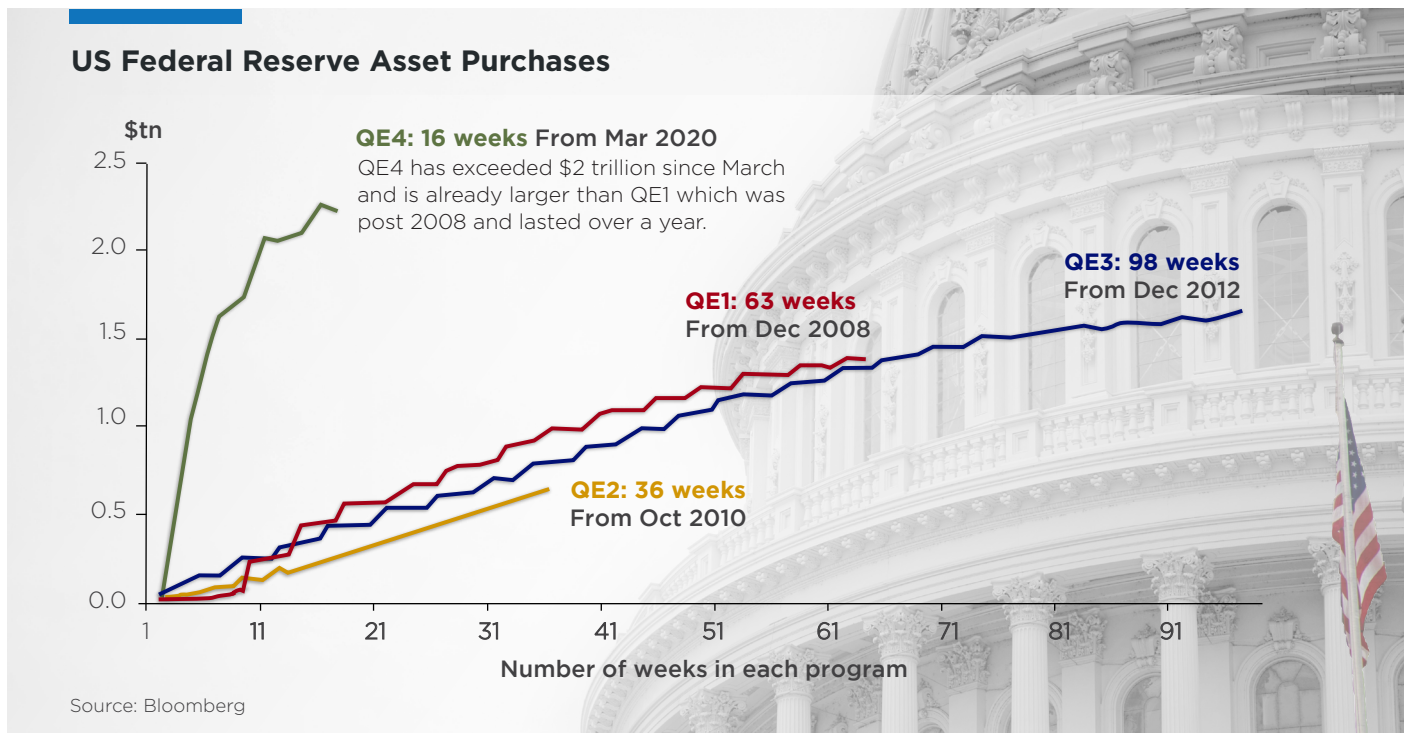 US Federal Reserve Asset Purchases
$tn
QE4: 16 weeks From Mar 2020
QE4 has exceeded $2 trillion since March
and is already larger than QE1 which was
post 2008 and lasted over a year.
2.5
2.0
1.5
1.0
0.5
0.0
QE3: 98 weeks
From Dec 2012
QE1: 63 weeks
From Dec 2008
QE2: 36 weeks
From Oct 2010
1 11 21 31 41 51 61 71 81 91
Number of weeks in each program
Source: Bloomberg